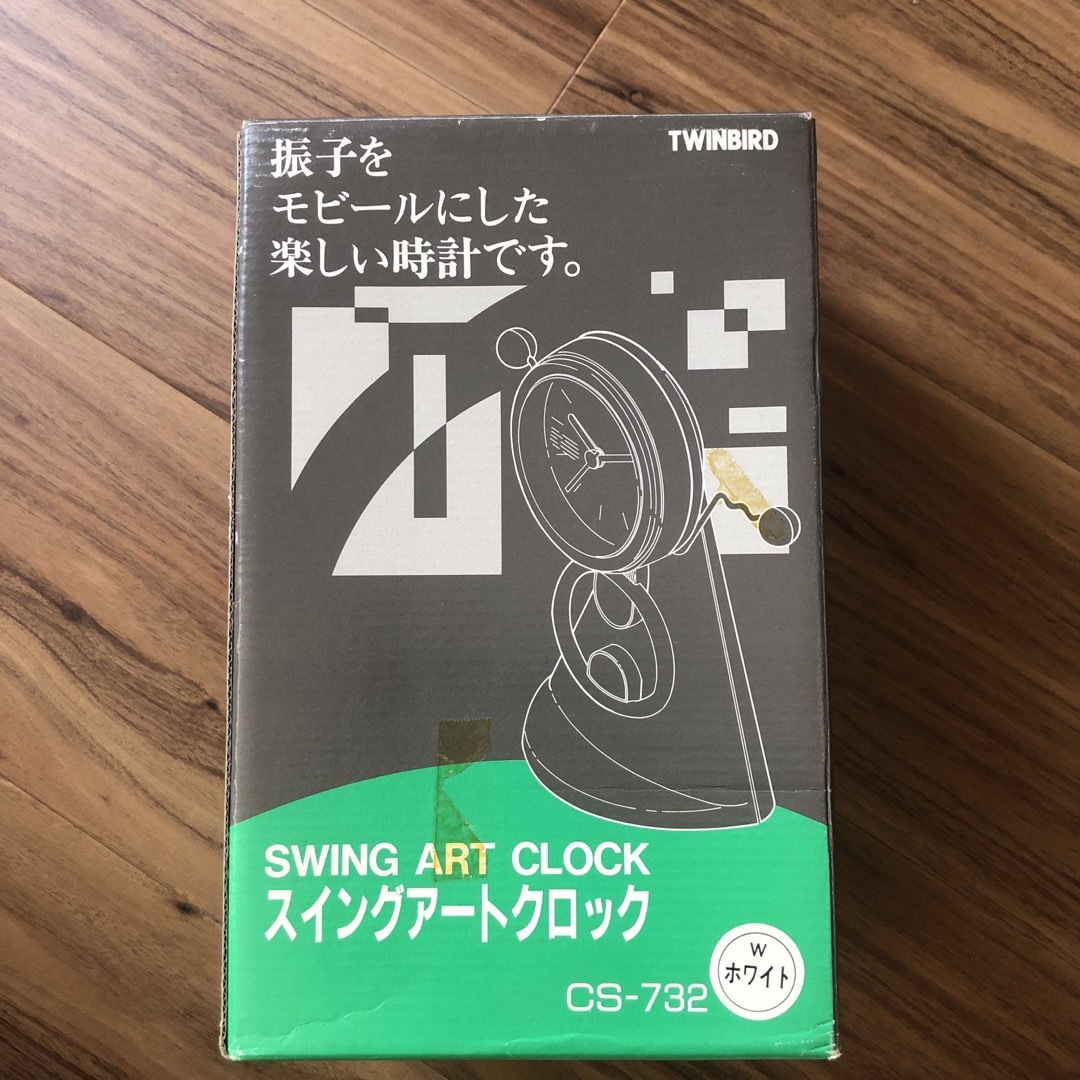 TWINBIRD
振子を
モビールにした
楽しい時計です。
SWING ART CLOCK
スイングアートクロック
CS-732
W
ホワイト